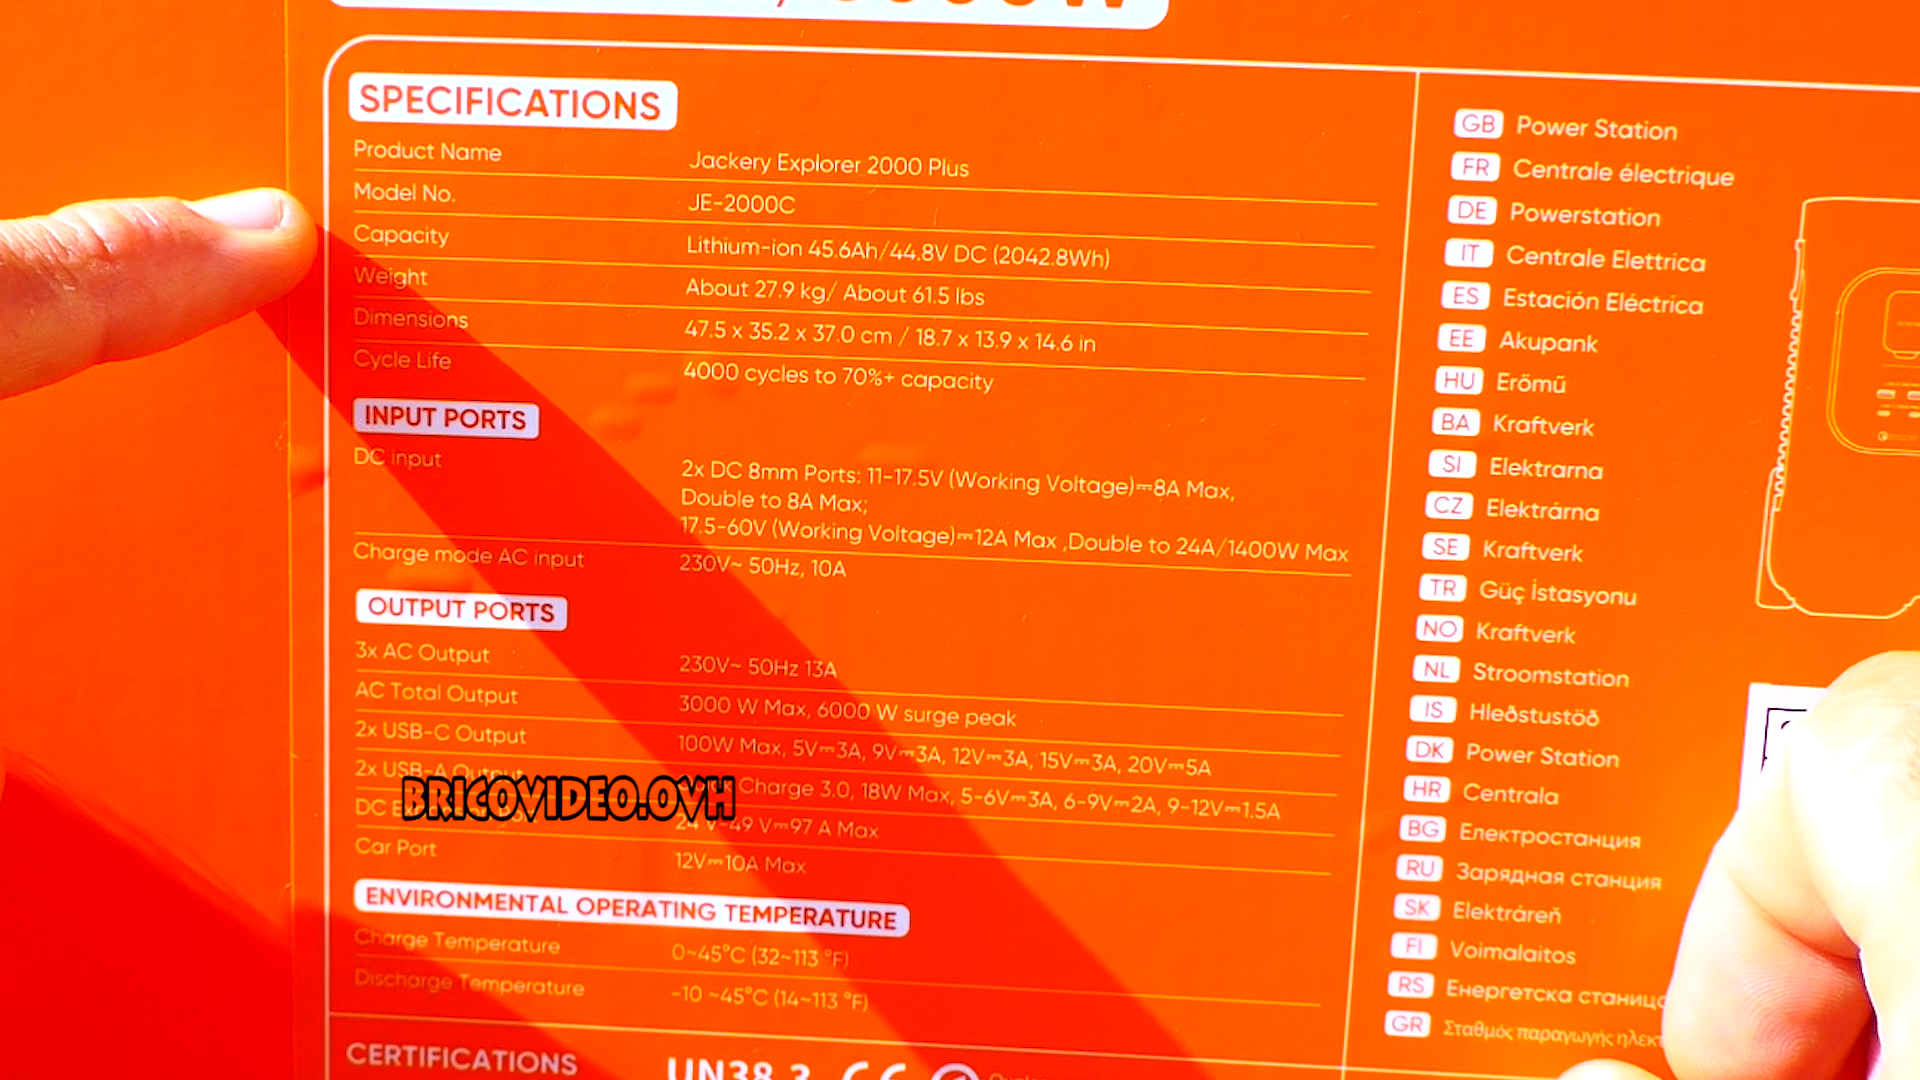 SPECIFICATIONS
Product Name Jackery Explorer 2000 Plus
Model No. JE-2000C
Capacity Lithium-ion 45.6Ah/44.8V DC (2042.8Wh)
Weight About 27.9 kg/ About 61.5 lbs
Dimensions 47.5 x 35.2 x 37.0 cm / 18.7 x 13.9 x 14.6 in
Cycle Life 4000 cycles to 70%+ capacity
INPUT PORTS
DC input 2x DC 8mm Ports: 11-17.5V (Working Voltage)⎓8A Max,
Double to 8A Max;
17.5-60V (Working Voltage)⎓12A Max ,Double to 24A/1400W Max
Charge mode AC input 230V~ 50Hz, 10A
OUTPUT PORTS
3x AC Output 230V~ 50Hz 13A
AC Total Output 3000 W Max, 6000 W surge peak
2x USB-C Output 100W Max, 5V⎓3A, 9V⎓3A, 12V⎓3A, 15V⎓3A, 20V⎓5A
2x USB-A Output Charge 3.0, 18W Max, 5-6V⎓3A, 6-9V⎓2A, 9-12V⎓1.5A
BRICOVIDEO.OVH
DC 24 V-49 V⎓97 A Max
Car Port 12V⎓10A Max
ENVIRONMENTAL OPERATING TEMPERATURE
Charge Temperature 0~45°C (32~113 °F)
Discharge Temperature -10 ~45°C (14~113 °F)
CERTIFICATIONS UN38.3 CE
GB Power Station
FR Centrale électrique
DE Powerstation
IT Centrale Elettrica
ES Estación Eléctrica
EE Akupank
HU Erőmű
BA Kraftverk
SI Elektrarna
CZ Elektrárna
SE Kraftverk
TR Güç İstasyonu
NO Kraftverk
NL Stroomstation
IS Hleðstustöð
DK Power Station
HR Centrala
BG Електростанция
RU Зарядная станция
SK Elektráreň
FI Voimalaitos
RS Енергетска станица
GR Σταθμός παραγωγής